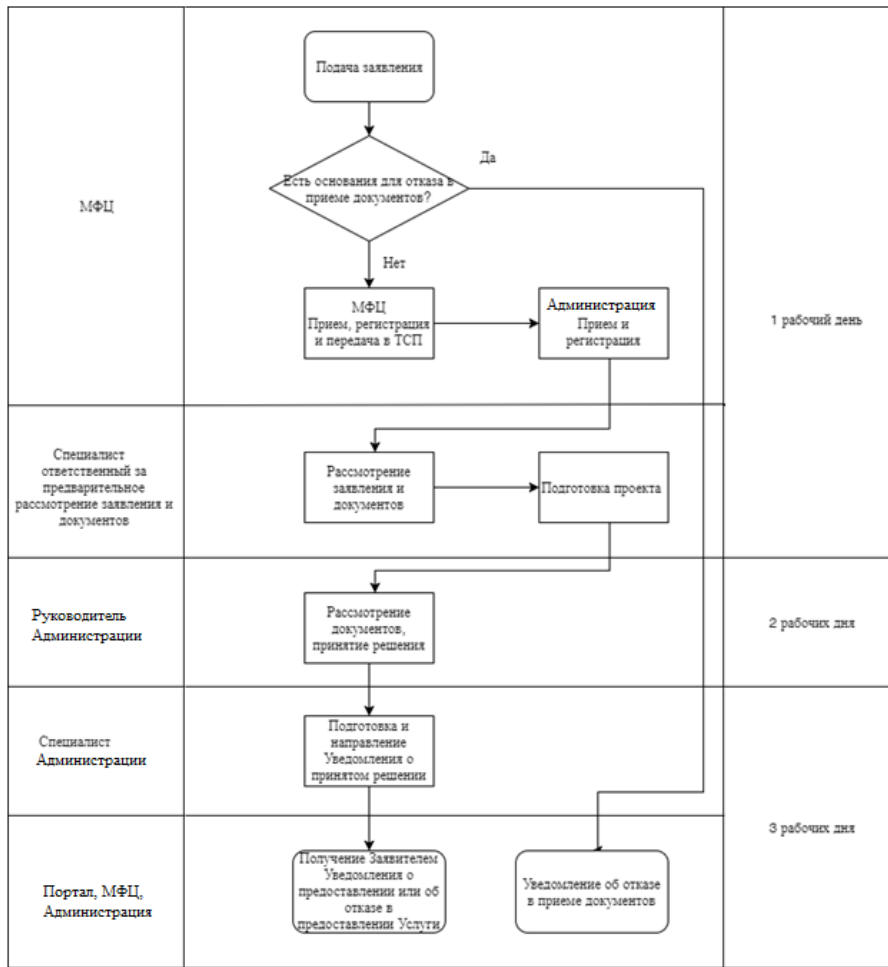 Подача заявления
Да
Есть основания для отказа в
приеме документов?
МФЦ
Нет
МФЦ
Прием, регистрация
и передача в ТСП
Администрация
Прием и
регистрация
1 рабочий день
Специалист
ответственный за
предварительное
рассмотрение заявления и
документов
Рассмотрение
заявления и
документов
Подготовка проекта
Руководитель
Администрации
Рассмотрение
документов,
принятие решения
2 рабочих дня
Специалист
Администрации
Подготовка и
направление
Уведомления о
принятом решении
3 рабочих дня
Портал, МФЦ,
Администрация
Получение Заявителем
Уведомления о
предоставлении или об
отказе в
предоставлении Услуги
Уведомление об отказе
в приеме документов